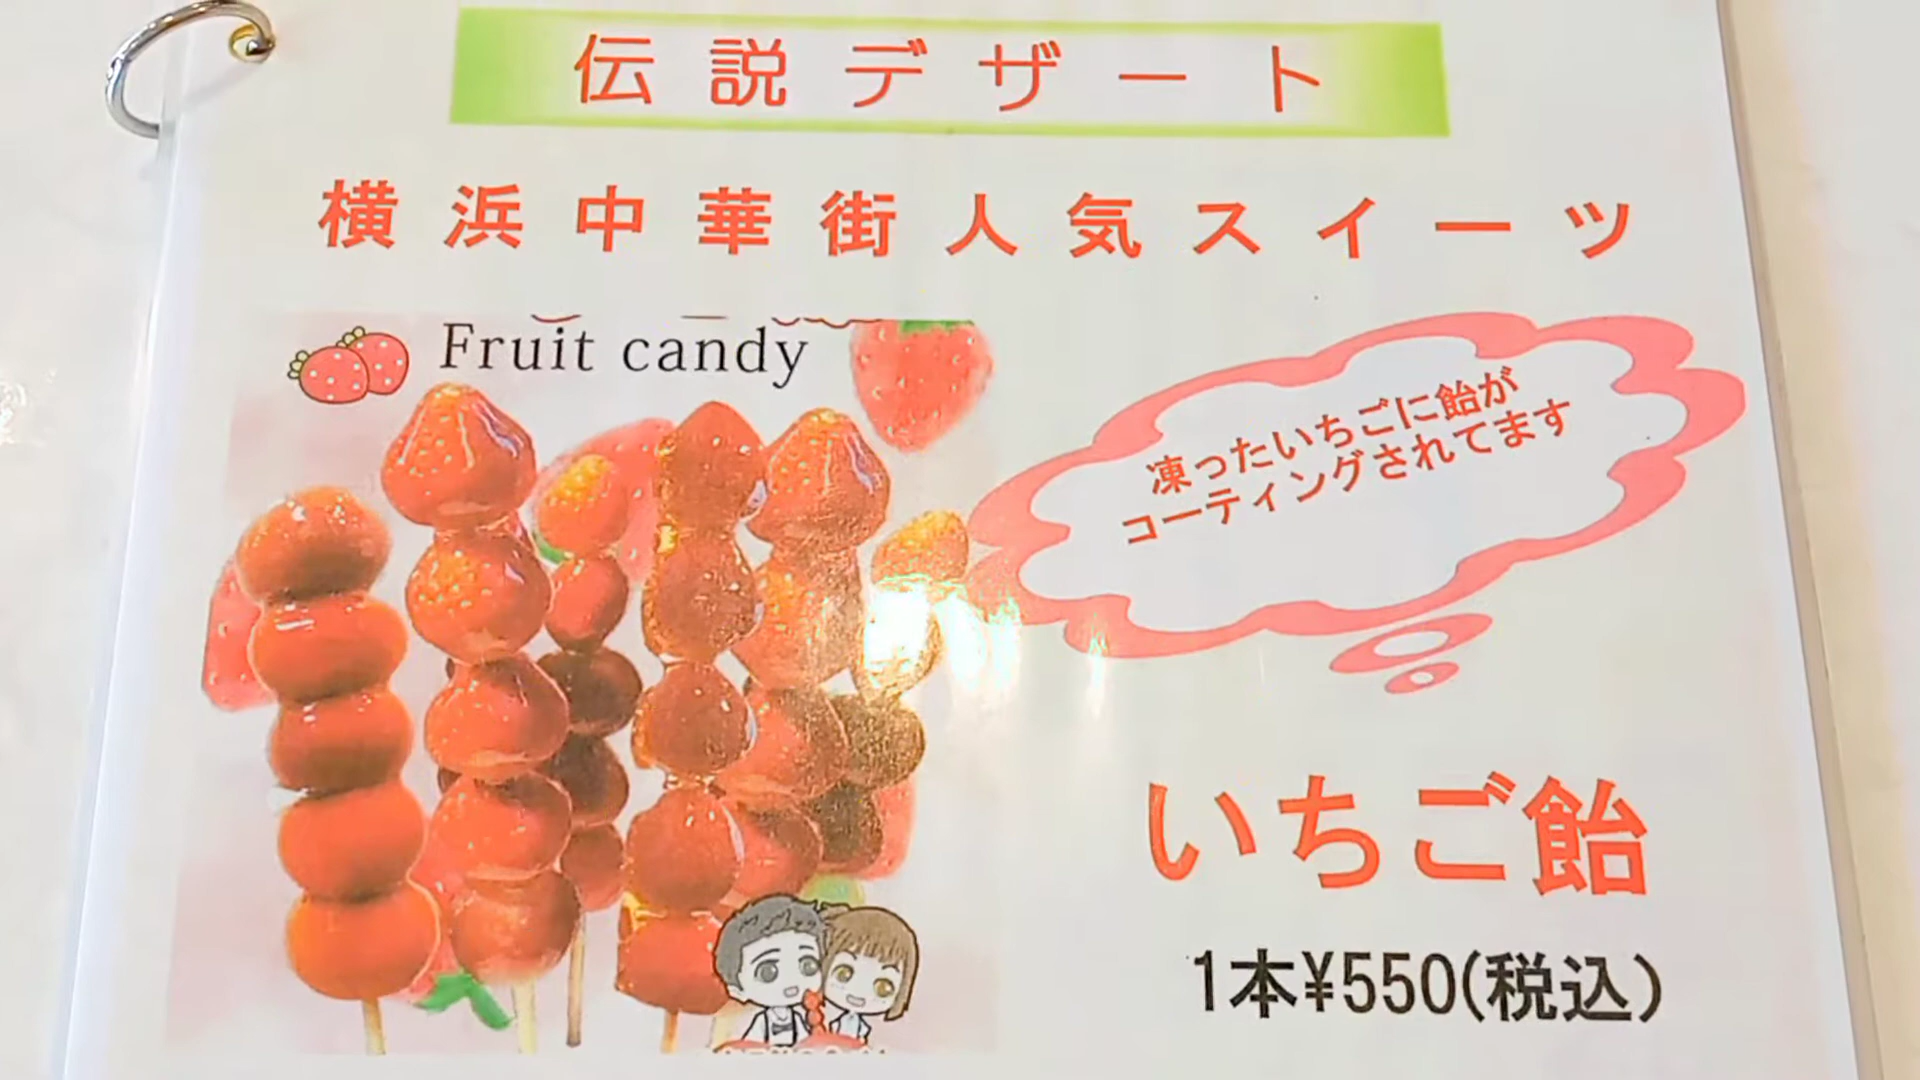 伝説デザート
横浜中華街人気スイーツ
Fruit candy
凍ったいちごに飴が
コーティングされてます
いちご飴
1本¥550(税込)